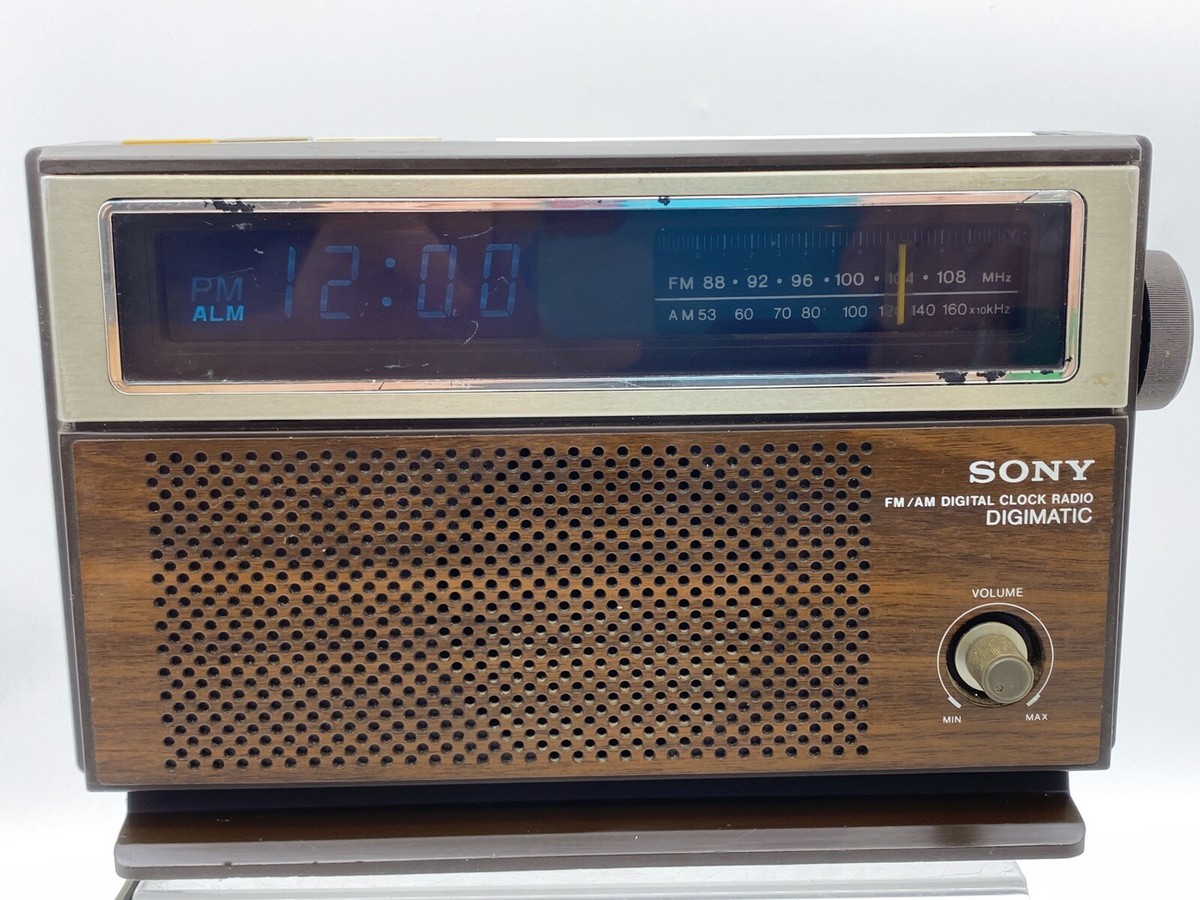 PM 12:00
ALM
FM 88 • 92 • 96 • 100 • 104 • 108 MHz
AM 53 60 70 80 100 120 140 160 x10kHz
SONY
FM/AM DIGITAL CLOCK RADIO
DIGIMATIC
VOLUME
MIN MAX